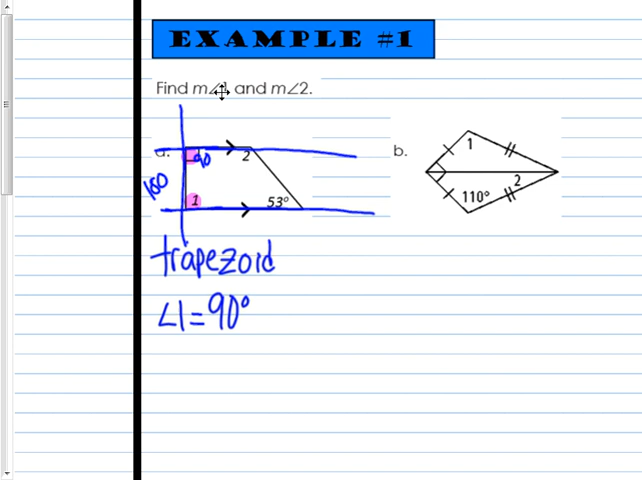 EXAMPLE #1
Find m∠1 and m∠2.
a.
90
2
180
1
53°
b.
1
2
110°
trapezoid
∠1=90°